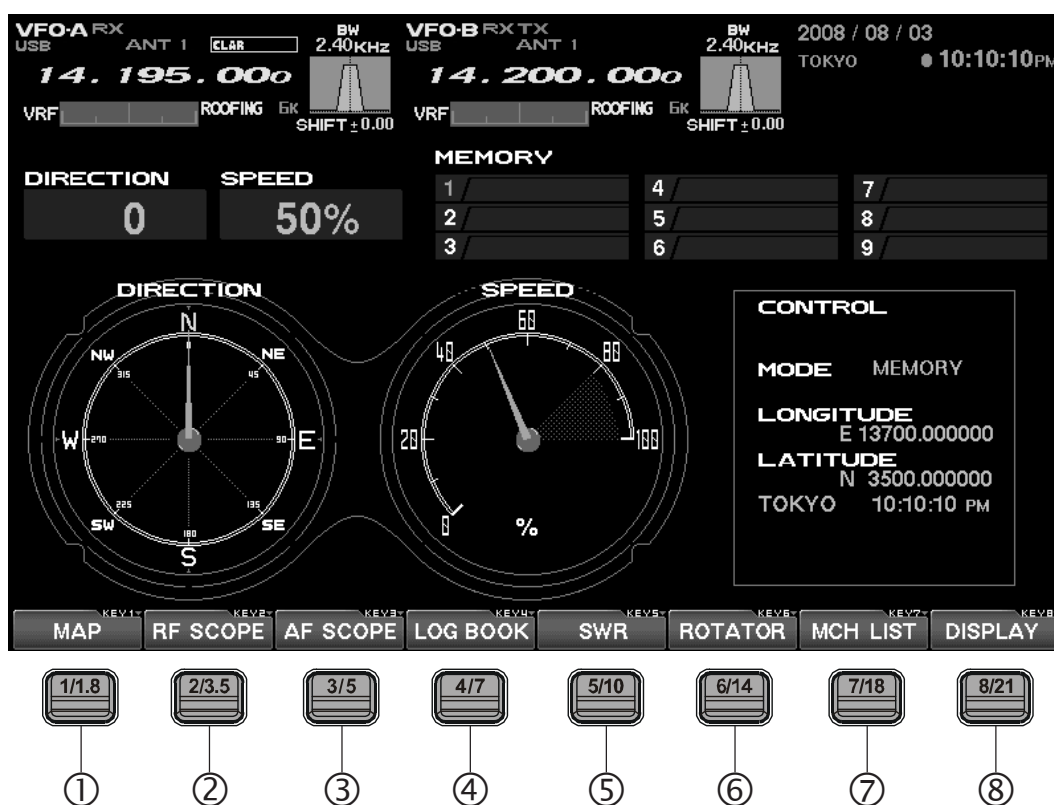 VFO-A RX
USB ANT 1 CLAR
BW
2.40KHz
14. 195. 00o
VRF ROOFING 6K
SHIFT ± 0.00
VFO-B RX TX
USB ANT 1
BW
2.40KHz
14. 200. 00o
VRF ROOFING 6K
SHIFT ± 0.00
2008 / 08 / 03
TOKYO 10:10:10PM
DIRECTION SPEED
0 50%
MEMORY
1 4 7
2 5 8
3 6 9
DIRECTION
N
0
NW NE
315 45
W 270 90 E
225 135
SW SE
180
S
SPEED
60
40 80
20 100
0
%
CONTROL
MODE MEMORY
LONGITUDE
E 13700.000000
LATITUDE
N 3500.000000
TOKYO 10:10:10 PM
KEY1 KEY2 KEY3 KEY4 KEY5 KEY6 KEY7 KEY8
MAP RF SCOPE AF SCOPE LOG BOOK SWR ROTATOR MCH LIST DISPLAY
1/1.8 2/3.5 3/5 4/7 5/10 6/14 7/18 8/21
① ② ③ ④ ⑤ ⑥ ⑦ ⑧